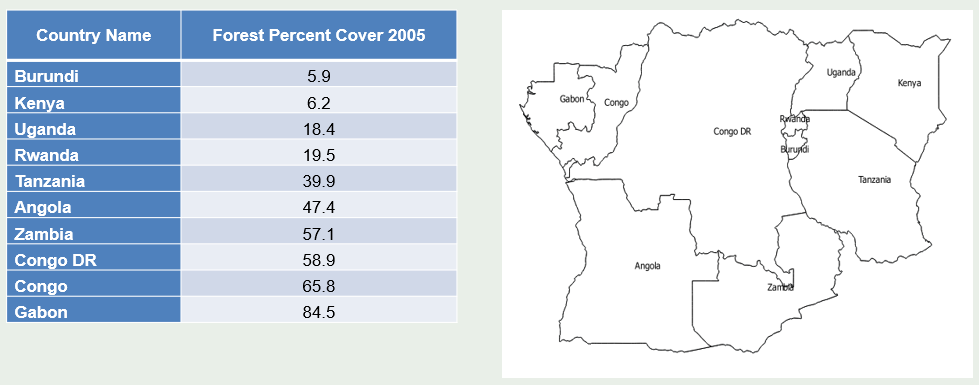 Country Name Forest Percent Cover 2005
Burundi 5.9
Kenya 6.2
Uganda 18.4
Rwanda 19.5
Tanzania 39.9
Angola 47.4
Zambia 57.1
Congo DR 58.9
Congo 65.8
Gabon 84.5
Uganda
Kenya
Gabon
Congo
Rwanda
Congo DR
Burundi
Tanzania
Angola
Zambia